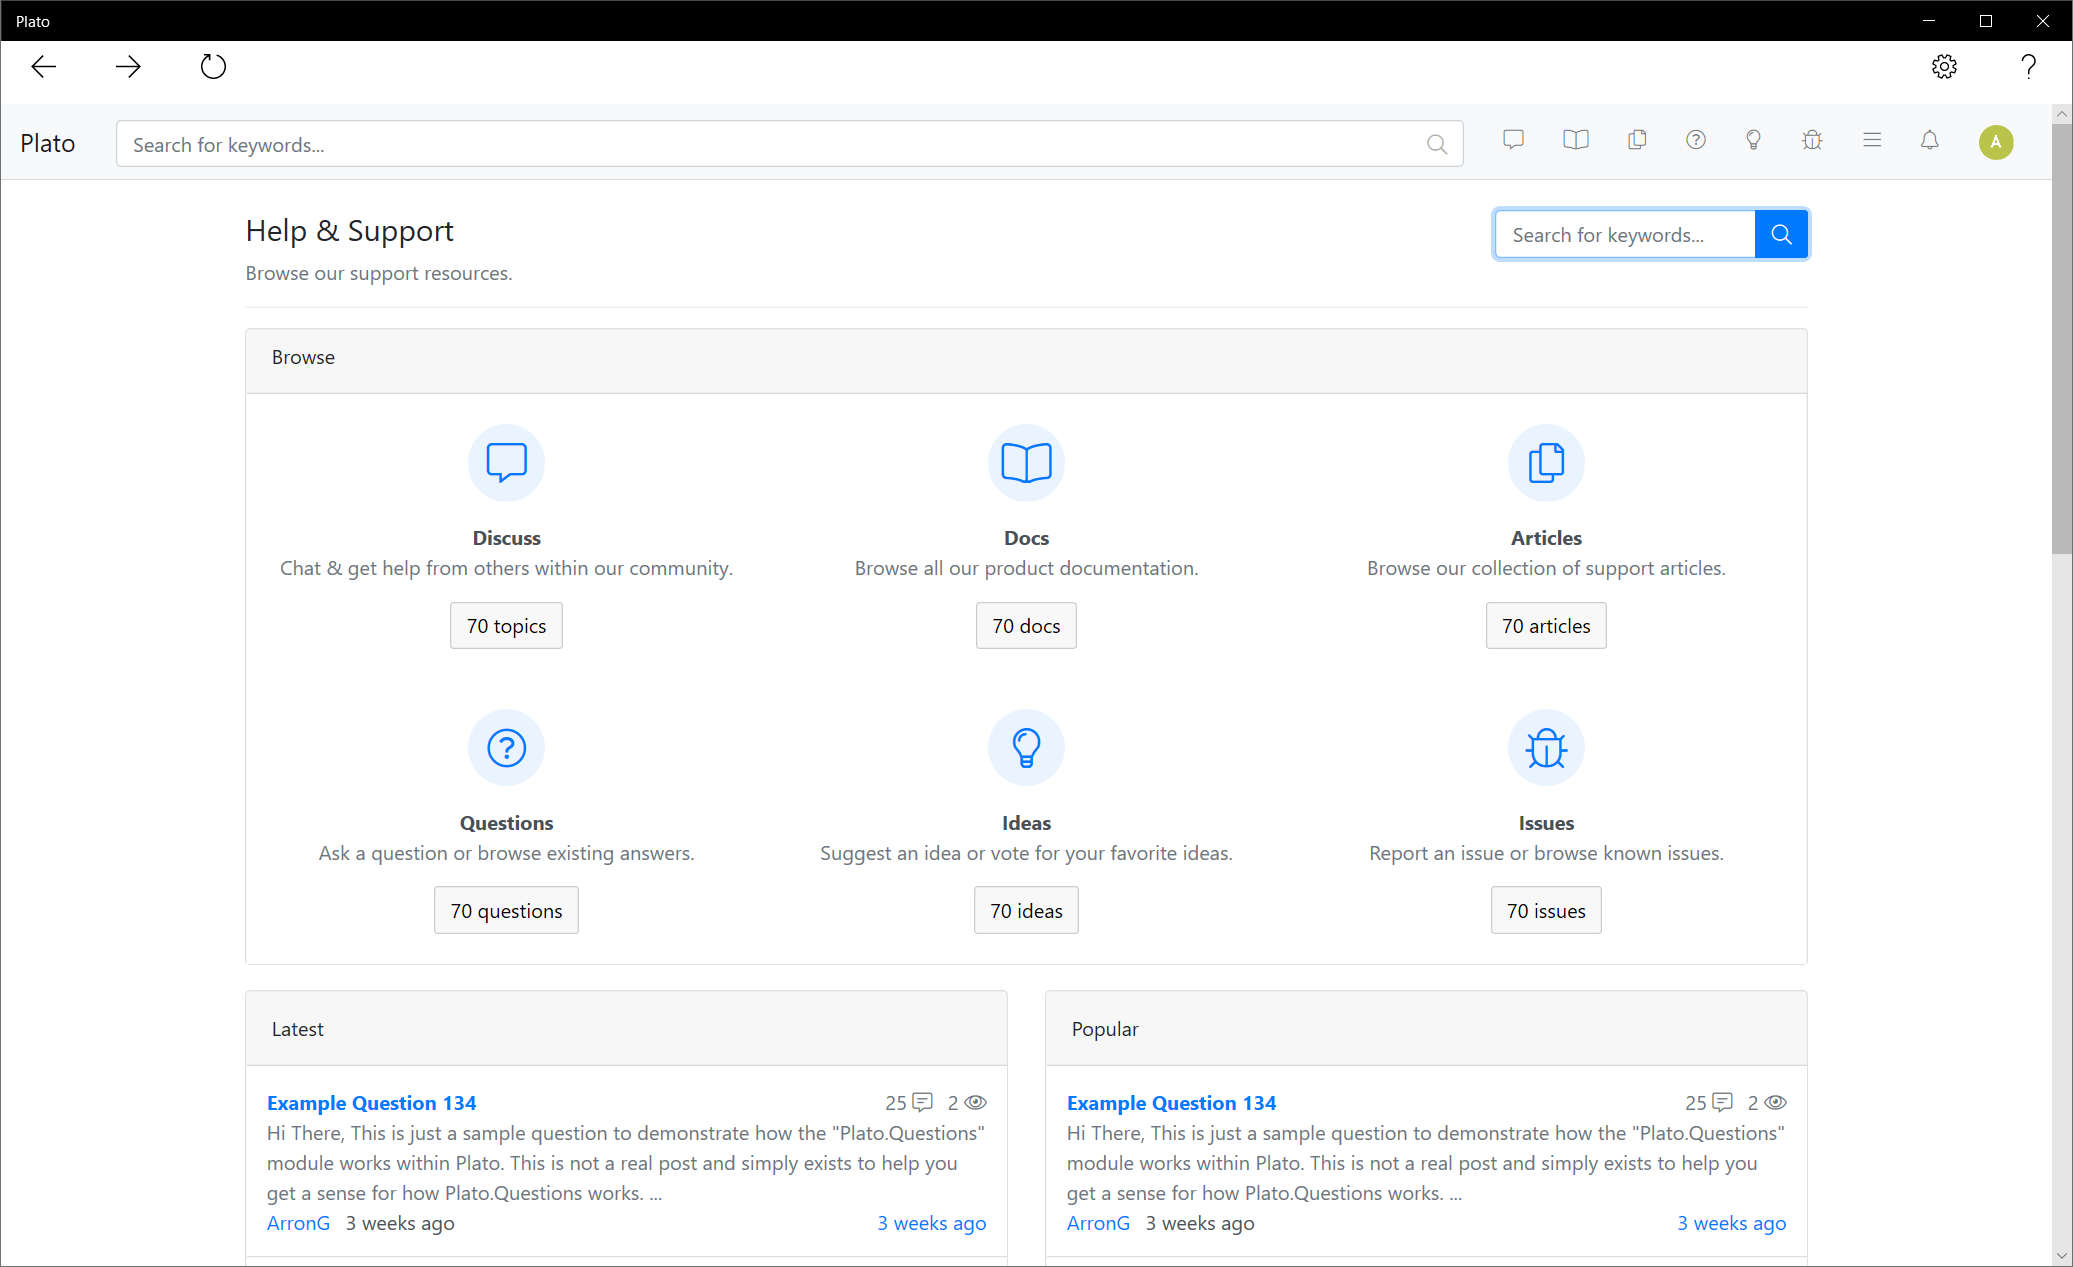 Plato
Plato
Search for keywords...
A
Help & Support
Search for keywords...
Browse our support resources.
Browse
Discuss
Chat & get help from others within our community.
70 topics
Docs
Browse all our product documentation.
70 docs
Articles
Browse our collection of support articles.
70 articles
Questions
Ask a question or browse existing answers.
70 questions
Ideas
Suggest an idea or vote for your favorite ideas.
70 ideas
Issues
Report an issue or browse known issues.
70 issues
Latest
Example Question 134
25 2
Hi There, This is just a sample question to demonstrate how the "Plato.Questions"
module works within Plato. This is not a real post and simply exists to help you
get a sense for how Plato.Questions works. ...
ArronG 3 weeks ago 3 weeks ago
Popular
Example Question 134
25 2
Hi There, This is just a sample question to demonstrate how the "Plato.Questions"
module works within Plato. This is not a real post and simply exists to help you
get a sense for how Plato.Questions works. ...
ArronG 3 weeks ago 3 weeks ago